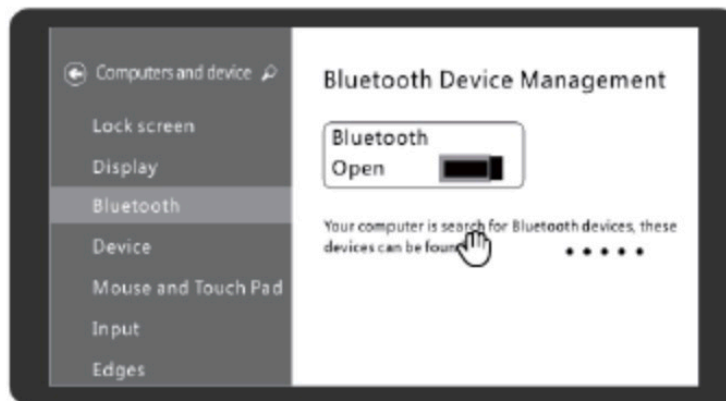 Computers and device
Lock screen
Display
Bluetooth
Device
Mouse and Touch Pad
Input
Edges
Bluetooth Device Management
Bluetooth
Open
Your computer is search for Bluetooth devices, these
devices can be